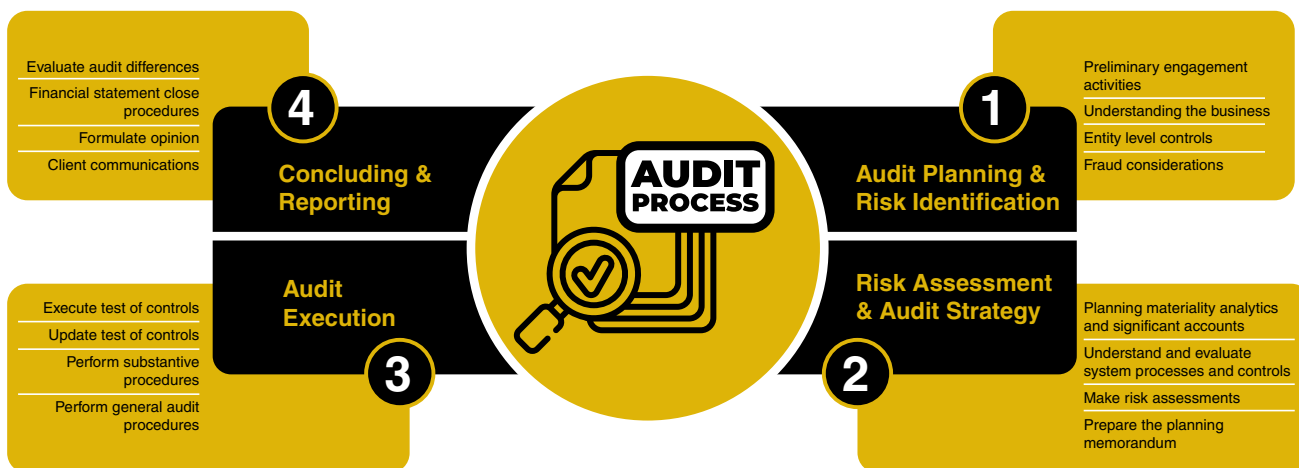 AUDIT
PROCESS
1
Audit Planning &
Risk Identification
Preliminary engagement
activities
Understanding the business
Entity level controls
Fraud considerations
2
Risk Assessment
& Audit Strategy
Planning materiality analytics
and significant accounts
Understand and evaluate
system processes and controls
Make risk assessments
Prepare the planning
memorandum
3
Audit
Execution
Execute test of controls
Update test of controls
Perform substantive
procedures
Perform general audit
procedures
4
Concluding &
Reporting
Evaluate audit differences
Financial statement close
procedures
Formulate opinion
Client communications